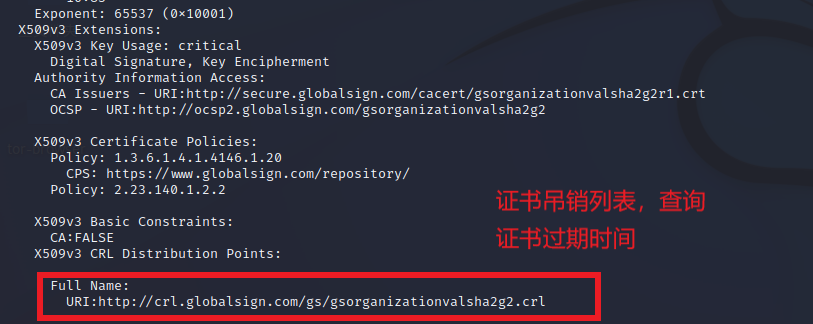 Exponent: 65537 (0×10001)
X509v3 Extensions:
X509v3 Key Usage: critical
Digital Signature, Key Encipherment
Authority Information Access:
CA Issuers - URI:http://secure.globalsign.com/cacert/gsorganizationvalsha2g2r1.crt
OCSP - URI:http://ocsp2.globalsign.com/gsorganizationvalsha2g2
X509v3 Certificate Policies:
Policy: 1.3.6.1.4.1.4146.1.20
CPS: https://www.globalsign.com/repository/
Policy: 2.23.140.1.2.2
证书吊销列表，查询
证书过期时间
X509v3 Basic Constraints:
CA:FALSE
X509v3 CRL Distribution Points:
Full Name:
URI:http://crl.globalsign.com/gs/gsorganizationvalsha2g2.crl